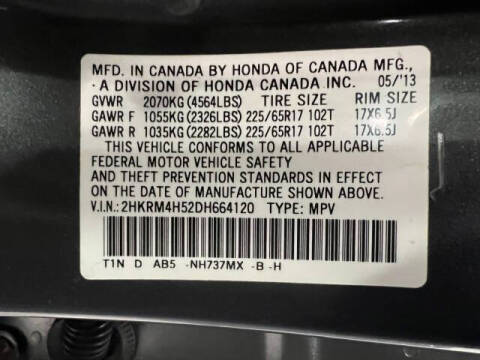 MFD. IN CANADA BY HONDA OF CANADA MFG.,
·A DIVISION OF HONDA CANADA INC. 05/'13
GVWR 2070KG (4564LBS) TIRE SIZE RIM SIZE
GAWR F 1055KG (2326LBS) 225/65R17 102T 17X6.5J
GAWR R 1035KG (2282LBS) 225/65R17 102T 17X6.5J
THIS VEHICLE CONFORMS TO ALL APPLICABLE
FEDERAL MOTOR VEHICLE SAFETY
AND THEFT PREVENTION STANDARDS IN EFFECT
ON THE DATE OF MANUFACTURE SHOWN ABOVE.
V.I.N.:2HKRM4H52DH664120 TYPE: MPV
T1N D AB5 -NH737MX -B -H